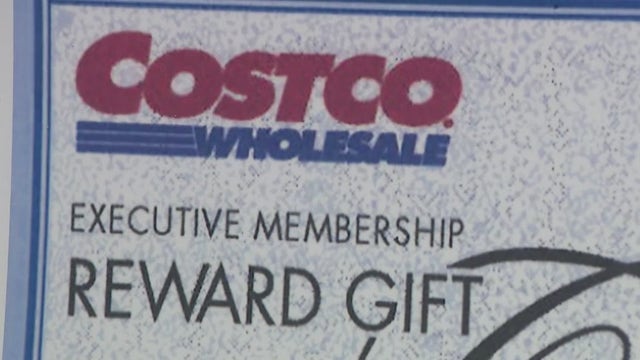 COSTCO
WHOLESALE
EXECUTIVE MEMBERSHIP
REWARD GIFT